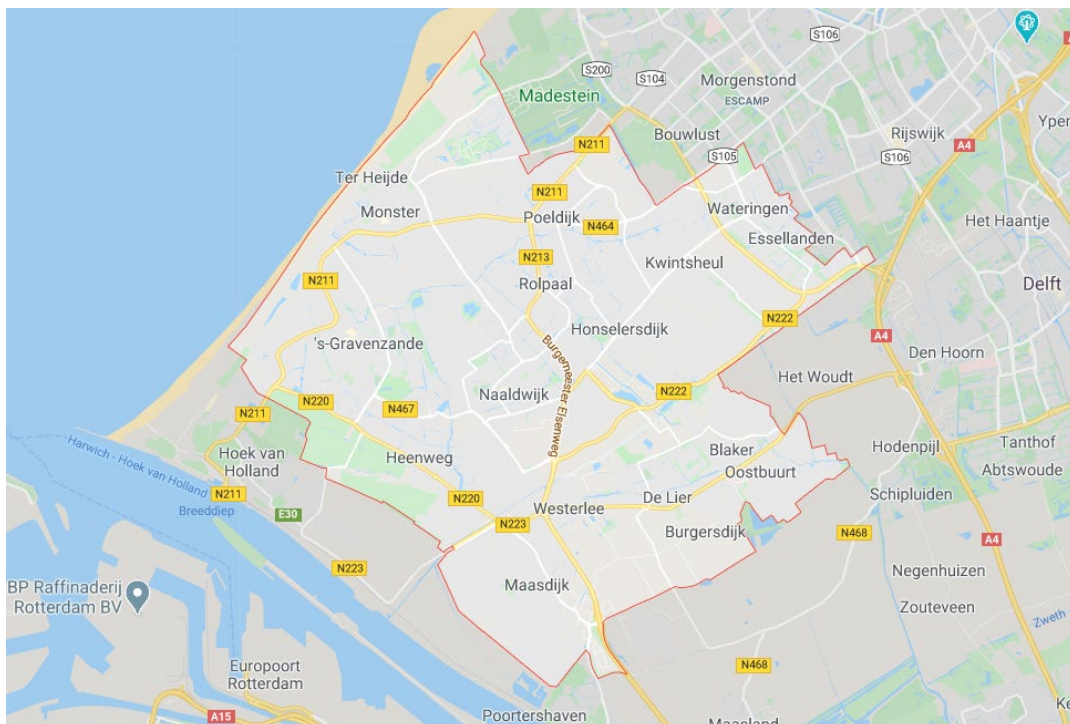 S106
S200
S104
Morgenstond
ESCAMP
Madestein
A4
Ypen
Bouwlust
Rijswijk
N211
S105
S106
A4
Ter Heijde
N211
Monster
Poeldijk
N464
Wateringen
Essellanden
Het Haantje
N213
Kwintsheul
N211
Rolpaal
Delft
Honselersdijk
N222
A4
's-Gravenzande
Burgemeester Elsenweg
Den Hoorn
Het Woudt
N220
N467
Naaldwijk
N222
N211
Hoek van
Holland
Harwich - Hoek van Holland
Heenweg
Blaker
Oostbuurt
Hodenpijl
Tanthof
Abtswoude
N211
Breeddiep
E30
N220
Westerlee
De Lier
Schipluiden
N223
Burgersdijk
N468
A4
N223
Negenhuizen
BP Raffinaderij
Rotterdam BV
Maasdijk
Zouteveen
Zweth
Europoort
Rotterdam
N468
A15
Poortershaven
Maasland
Ke